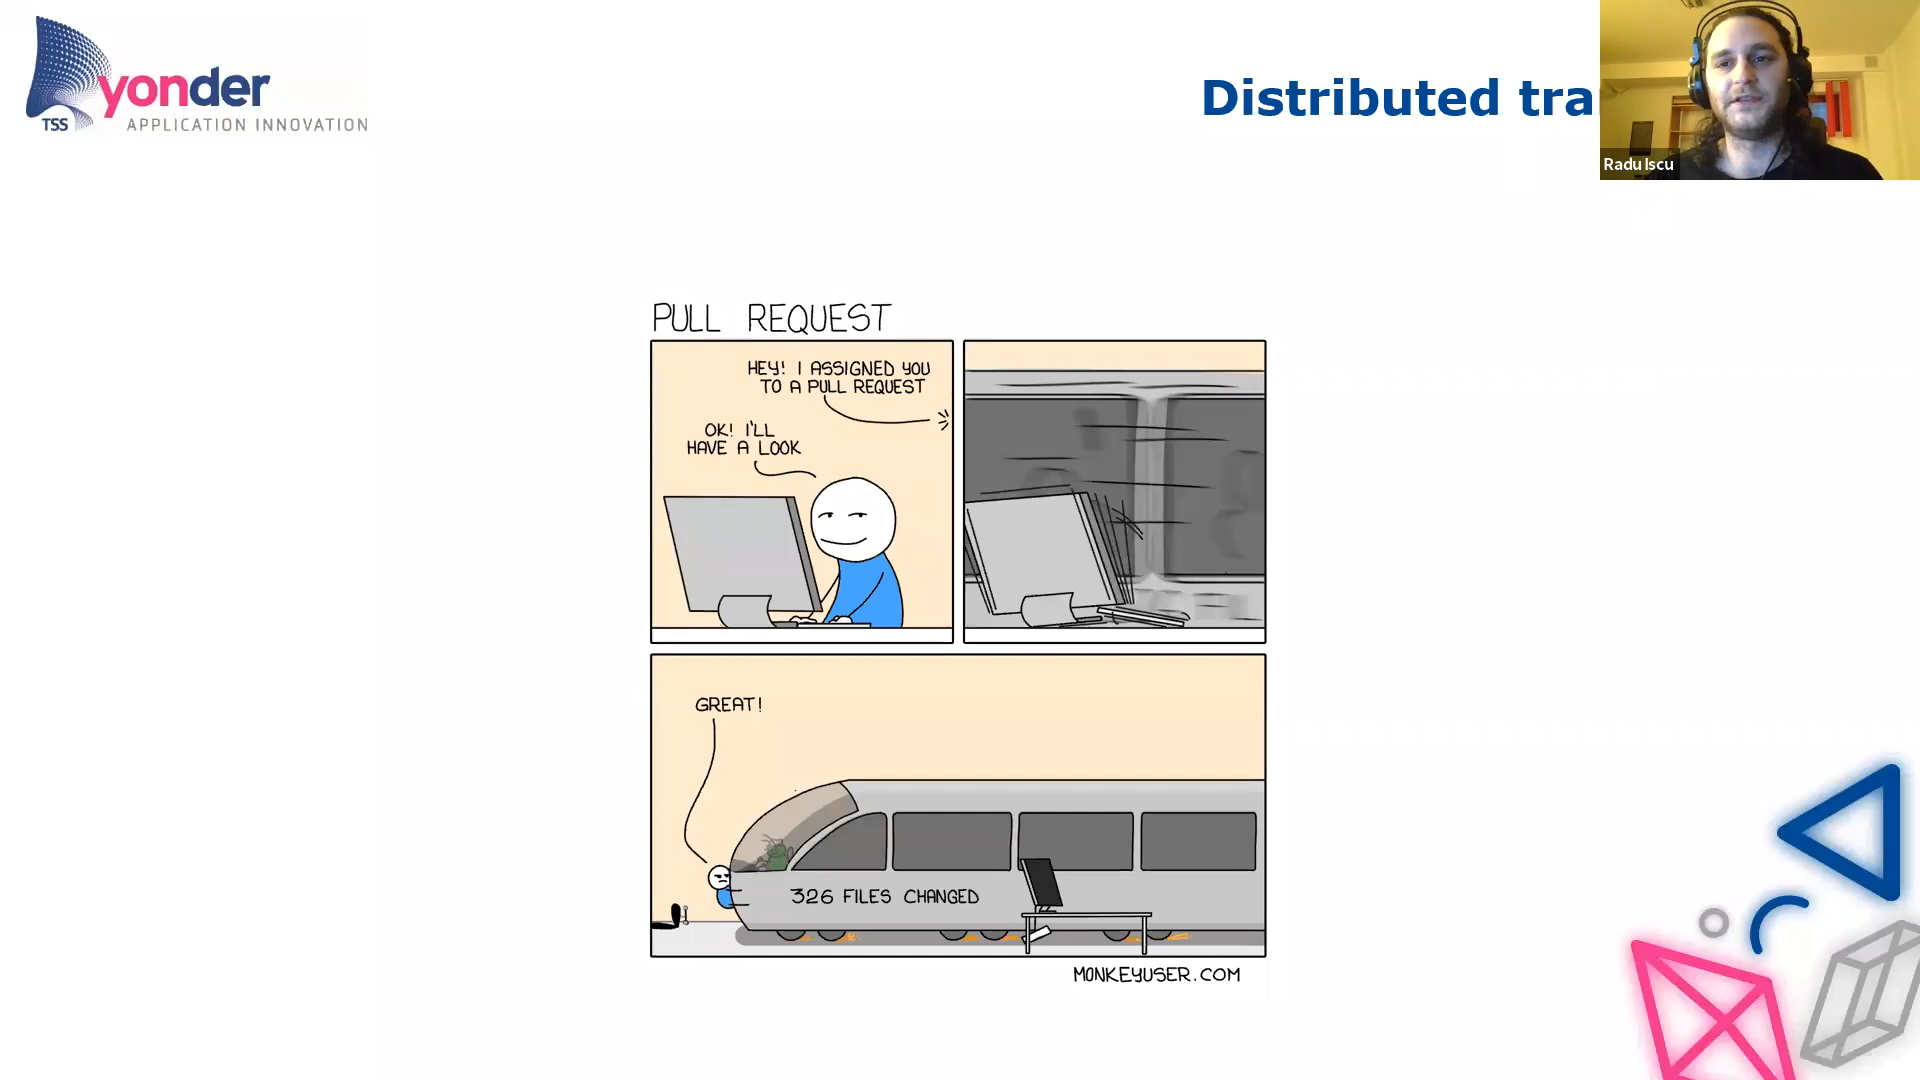 yonder
TSS
APPLICATION INNOVATION
Distributed
Radu Iscu
PULL REQUEST
HEY! I ASSIGNED YOU
TO A PULL REQUEST
OK! I'LL
HAVE A LOOK
GREAT!
326 FILES CHANGED
MONKEYUSER.COM